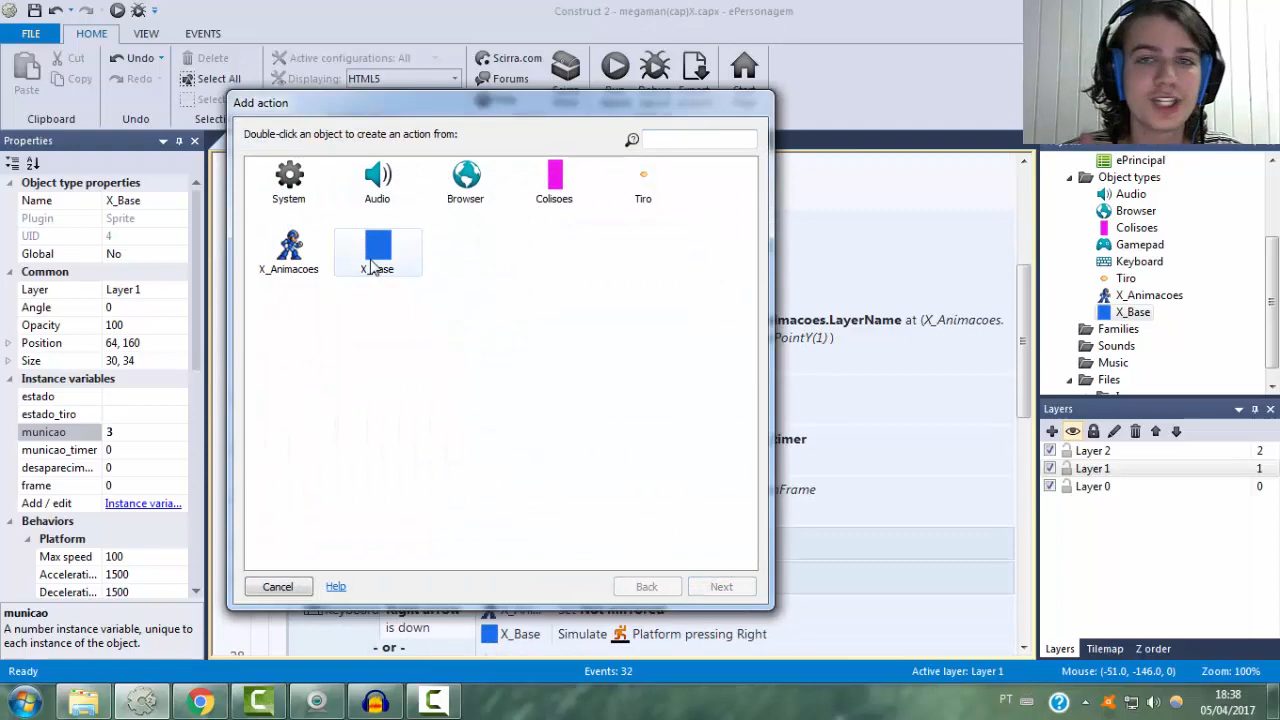 Construct 2 - megaman(cap)X.capx - ePersonagem
FILE
HOME
VIEW
EVENTS
Paste
Cut
Copy
Clipboard
Undo
Redo
Undo
Delete
Select All
Select
Active configurations: All
Displaying:
HTML5
Scirra.com
Forums
Properties
Object type properties
Name
X_Base
Plugin
Sprite
UID
4
Global
No
Common
Layer
Layer 1
Angle
0
Opacity
100
Position
64, 160
Size
30, 34
Instance variables
estado
estado_tiro
municao
3
municao_timer
0
desaparecim...
0
frame
0
Add / edit
Instance varia...
Behaviors
Platform
Max speed
100
Accelerati...
1500
Decelerati...
1500
municao
A number instance variable, unique to
each instance of the object.
Add action
Double-click an object to create an action from:
System
Audio
Browser
Colisoes
Tiro
X_Animacoes
X_Base
Cancel
Help
Back
Next
macoes.LayerName at (X_Animacoes.
PointY(1) )
timer
nFrame
is down
- or -
X_Base
Simulate
Platform pressing Right
ePrincipal
Object types
Audio
Browser
Colisoes
Gamepad
Keyboard
Tiro
X_Animacoes
X_Base
Families
Sounds
Music
Files
Layers
Layer 2
2
Layer 1
1
Layer 0
0
Layers
Tilemap
Z order
Ready
Events: 32
Active layer: Layer 1
Mouse: (-51.0, -146.0, 0)
Zoom: 100%
PT
18:38
05/04/2017